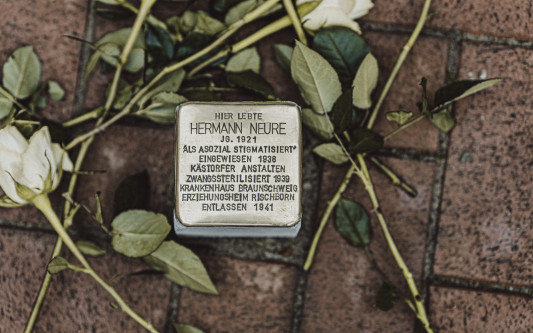 HIER LEBTE
HERMANN NEURE
JG. 1921
"ALS ASOZIAL STIGMATISIERT"
EINGEWIESEN 1938
KÄSTORFER ANSTALTEN
ZWANGSSTERILISIERT 1939
KRANKENHAUS BRAUNSCHWEIG
ERZIEHUNGSHEIM RISCHBORN
ENTLASSEN 1941